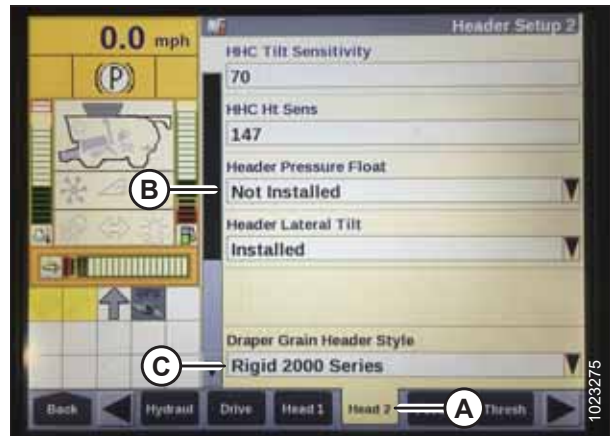 0.0 mph
Header Setup 2
(P)
HHC Tilt Sensitivity
70
HHC Ht Sens
147
Header Pressure Float
B
Not Installed
Header Lateral Tilt
Installed
Draper Grain Header Style
C
Rigid 2000 Series
Back
Hydraul
Drive
Head 1
Head 2
A
Thresh
1023275